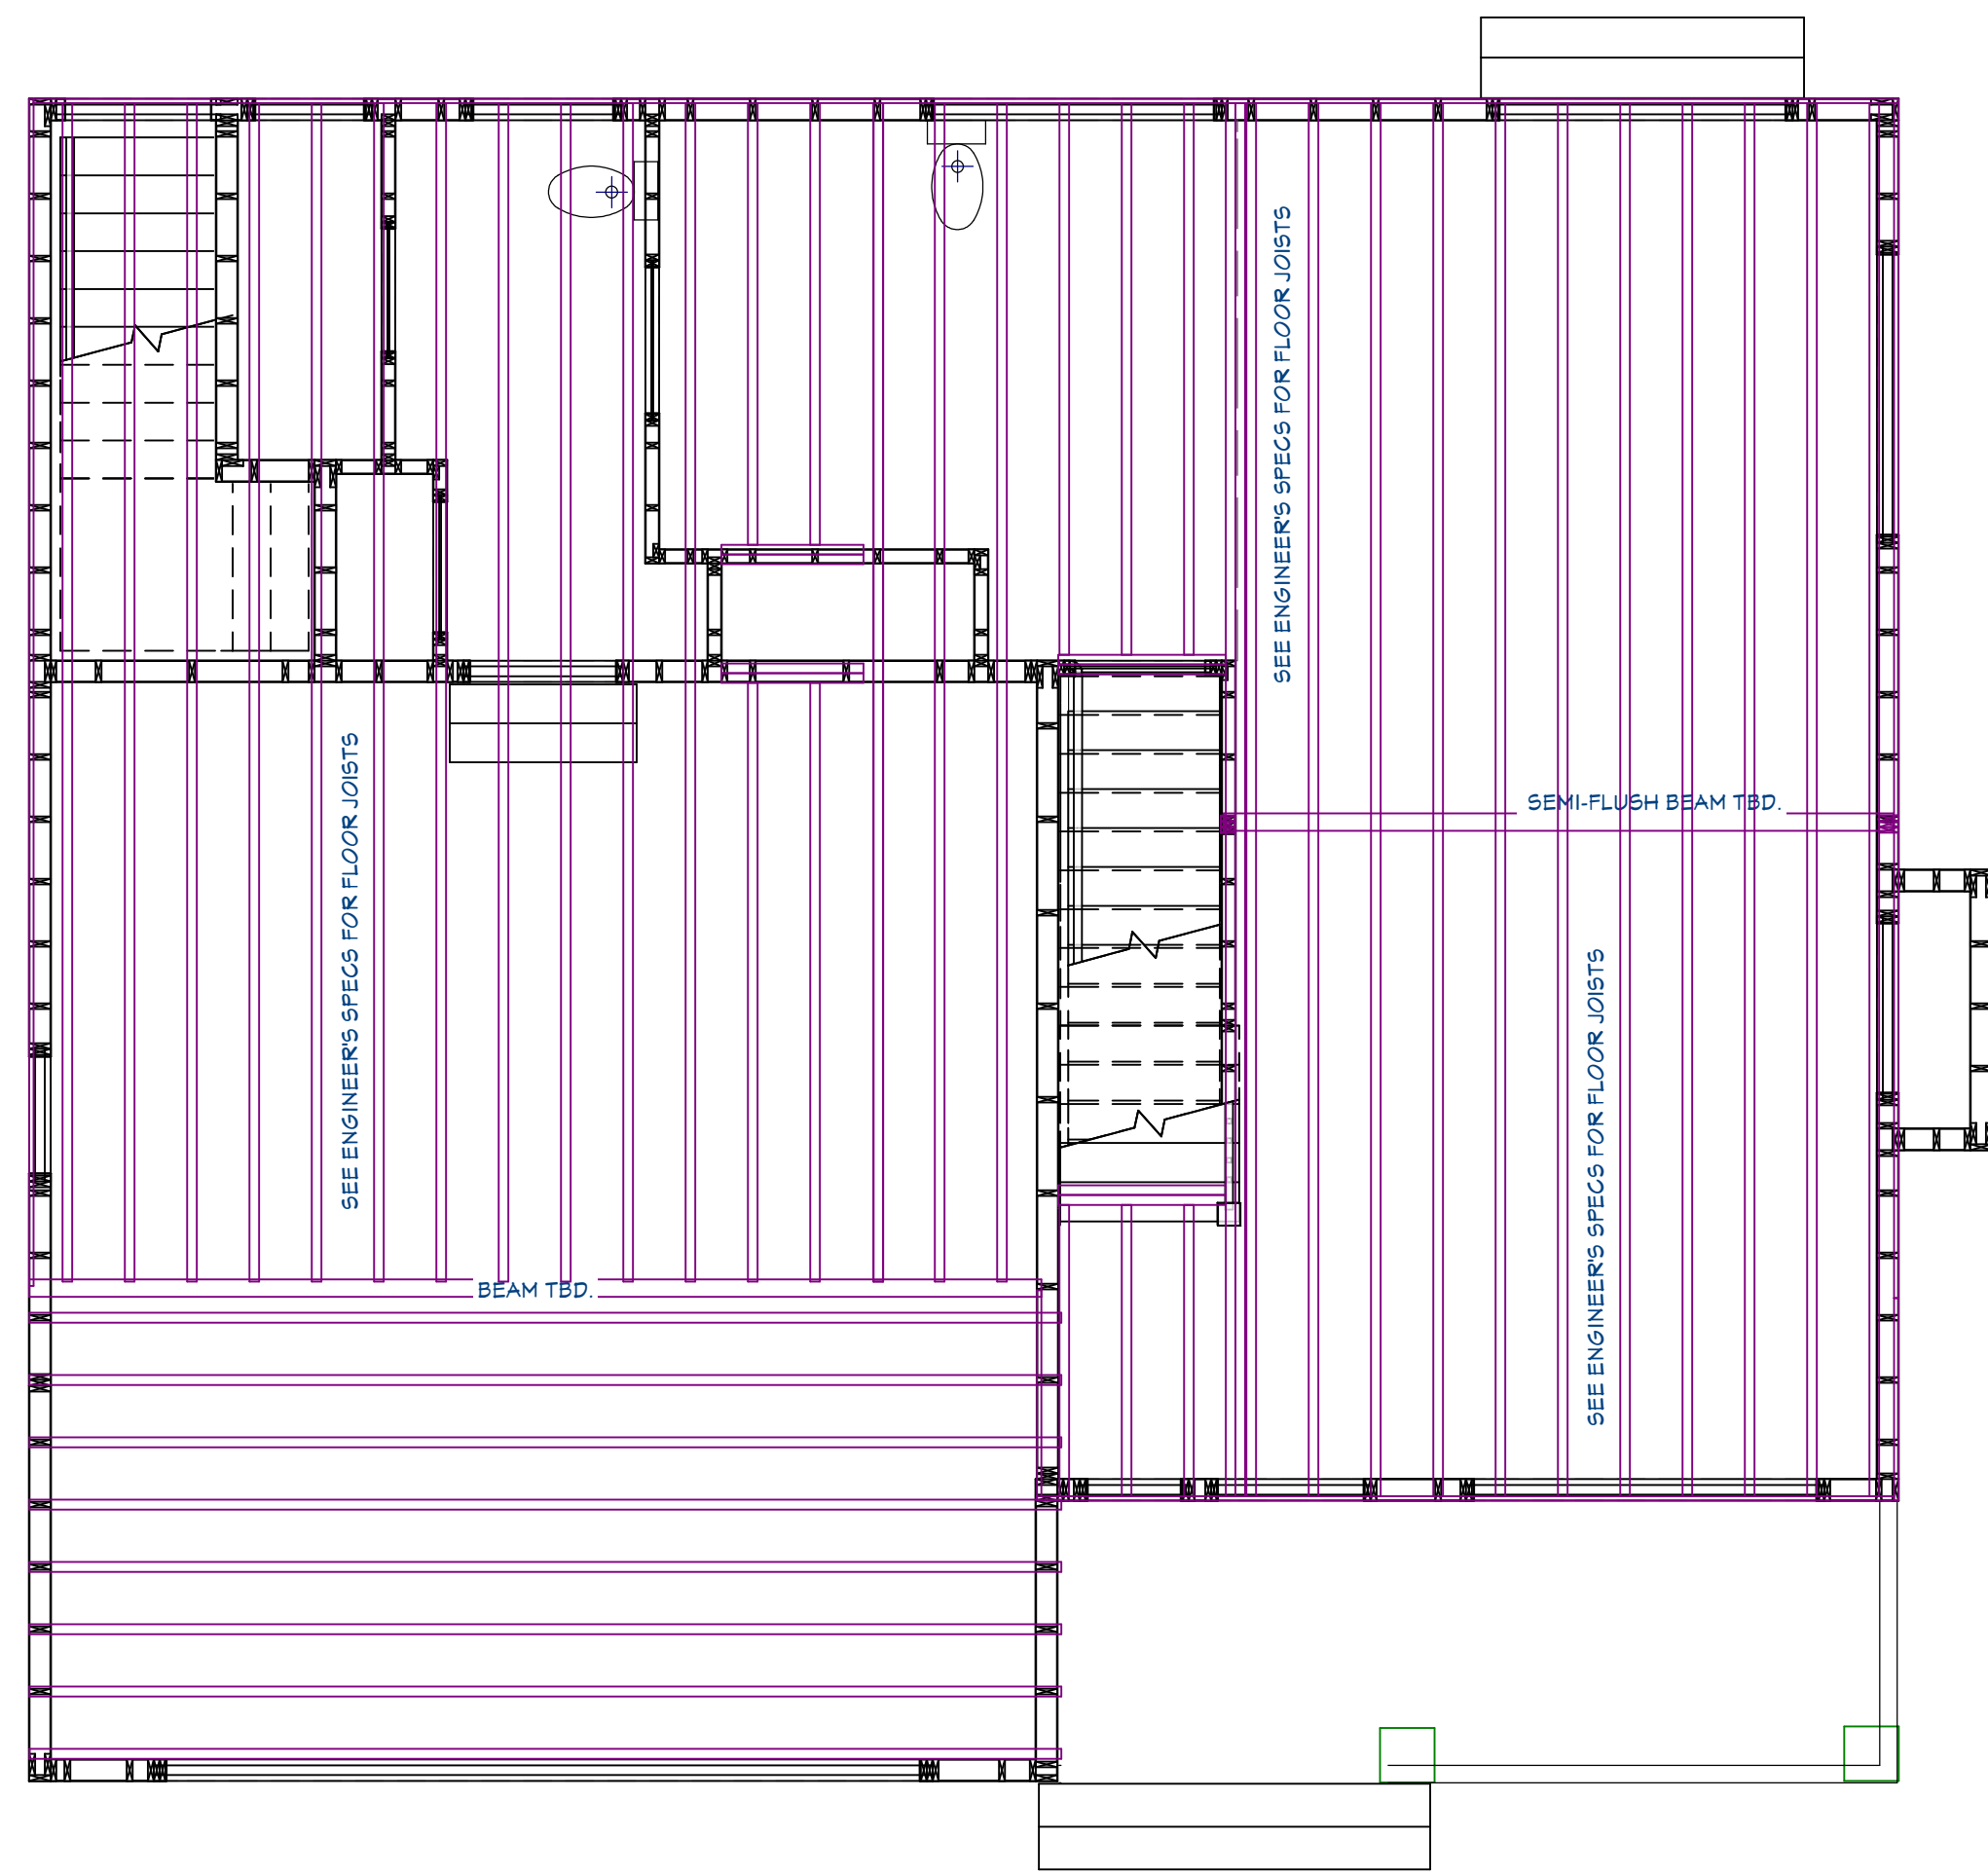 SEE ENGINEER'S SPECS FOR FLOOR JOISTS
SEE ENGINEER'S SPECS FOR FLOOR JOISTS
SEMI-FLUSH BEAM TBD.
SEE ENGINEER'S SPECS FOR FLOOR JOISTS
BEAM TBD.